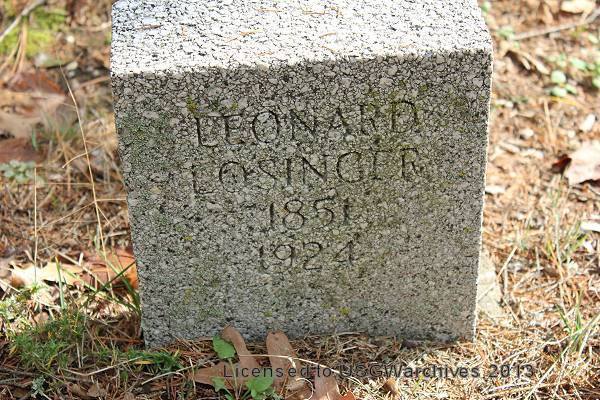 LEONARD
LOSINGER
1851
1924
Licensed to USGWarchives 2013